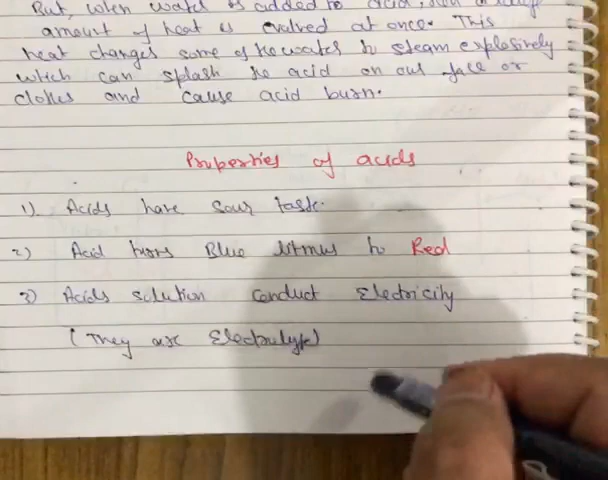 But, when water is added to acid, then
amount of heat is evolved at once. This
heat changes some of the water to steam explosively
which can splash the acid on our face or
clothes and cause acid burn.
Properties of acids
1) Acids have Sour taste.
2) Acid turns Blue litmus to Red
3) Acids solution conduct Electricity
(They are Electrolyte)